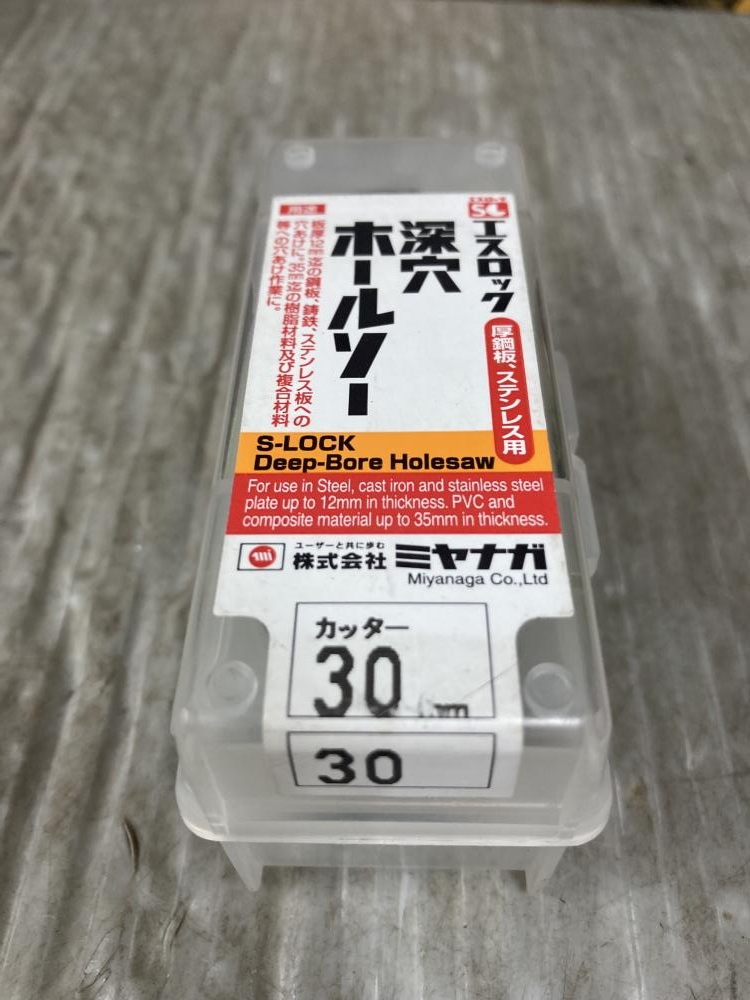 エスロック
SL
エスロック
厚鋼板、ステンレス用
深穴
ホールソー
用途
板厚12㎜迄の鋼板、鋳鉄、ステンレス板への
穴あけに。35㎜迄の樹脂材料及び複合材料
等への穴あけ作業に。
S-LOCK
Deep-Bore Holesaw
For use in Steel, cast iron and stainless steel
plate up to 12mm in thickness. PVC and
composite material up to 35mm in thickness.
mi
ユーザーと共に歩む
株式会社 ミヤナガ
Miyanaga Co.,Ltd
カッター
30 mm
30